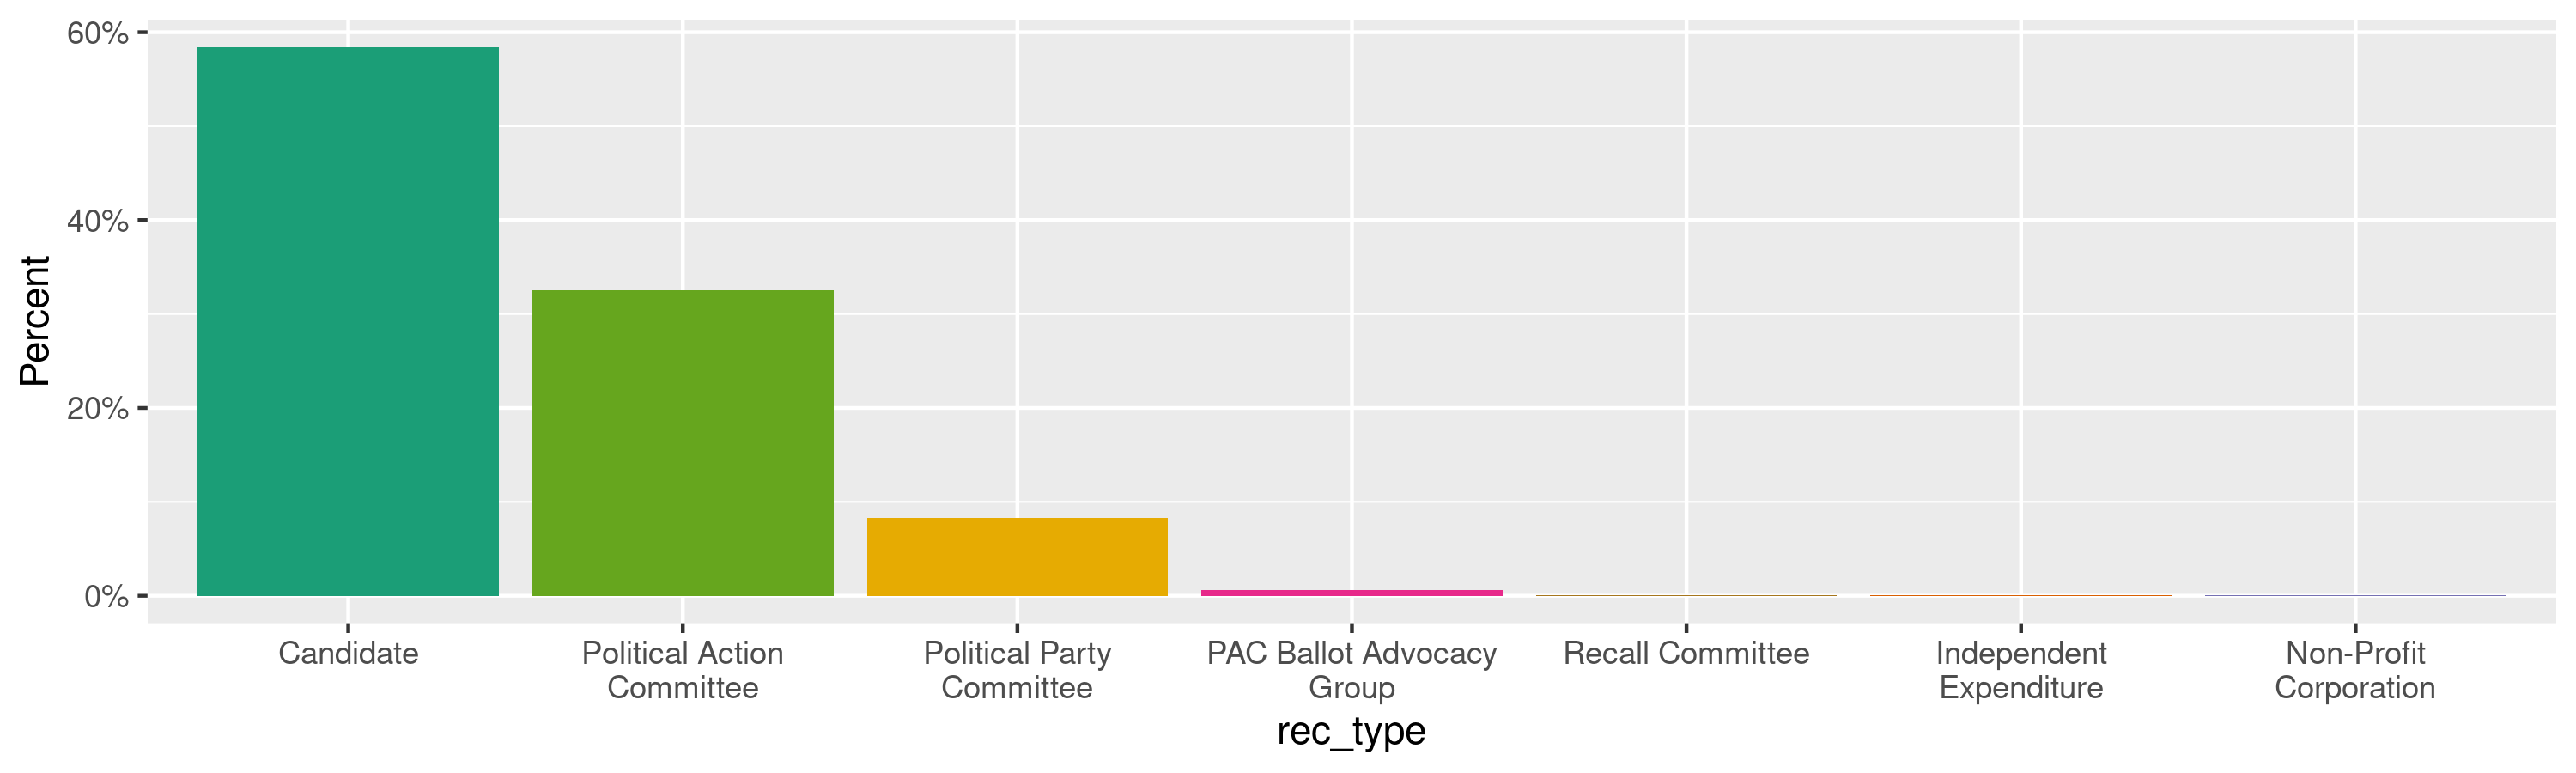 60%
40%
20%
0%
Percent
Candidate
Political Action
Committee
Political Party
Committee
PAC Ballot Advocacy
Group
Recall Committee
Independent
Expenditure
Non-Profit
Corporation
rec_type